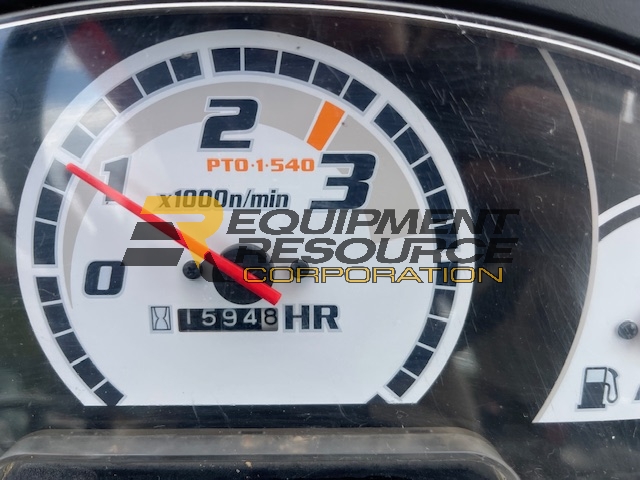 2
PTO·1·540
1
3
x1000n/min
EQUIPMENT
RESOURCE
CORPORATION
0
15948 HR